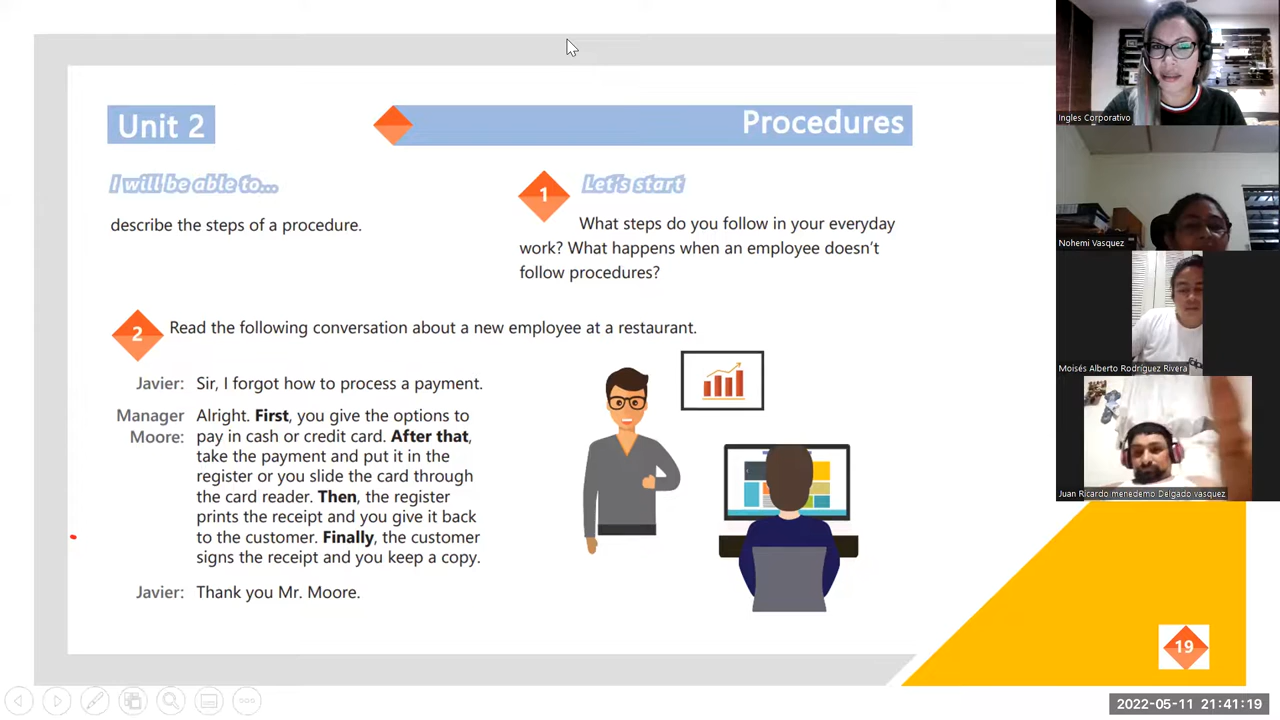 Unit 2
Procedures
I will be able to...
describe the steps of a procedure.
1
Let's start
What steps do you follow in your everyday
work? What happens when an employee doesn't
follow procedures?
2
Read the following conversation about a new employee at a restaurant.
Javier: Sir, I forgot how to process a payment.
Manager Moore: Alright. First, you give the options to
pay in cash or credit card. After that,
take the payment and put it in the
register or you slide the card through
the card reader. Then, the register
prints the receipt and you give it back
to the customer. Finally, the customer
signs the receipt and you keep a copy.
Javier: Thank you Mr. Moore.
19
Ingles Corporativo
Nohemi Vasquez
Moisés Alberto Rodríguez Rivera
Juan Ricardo menedemo Delgado vasquez
2022-05-11 21:41:19